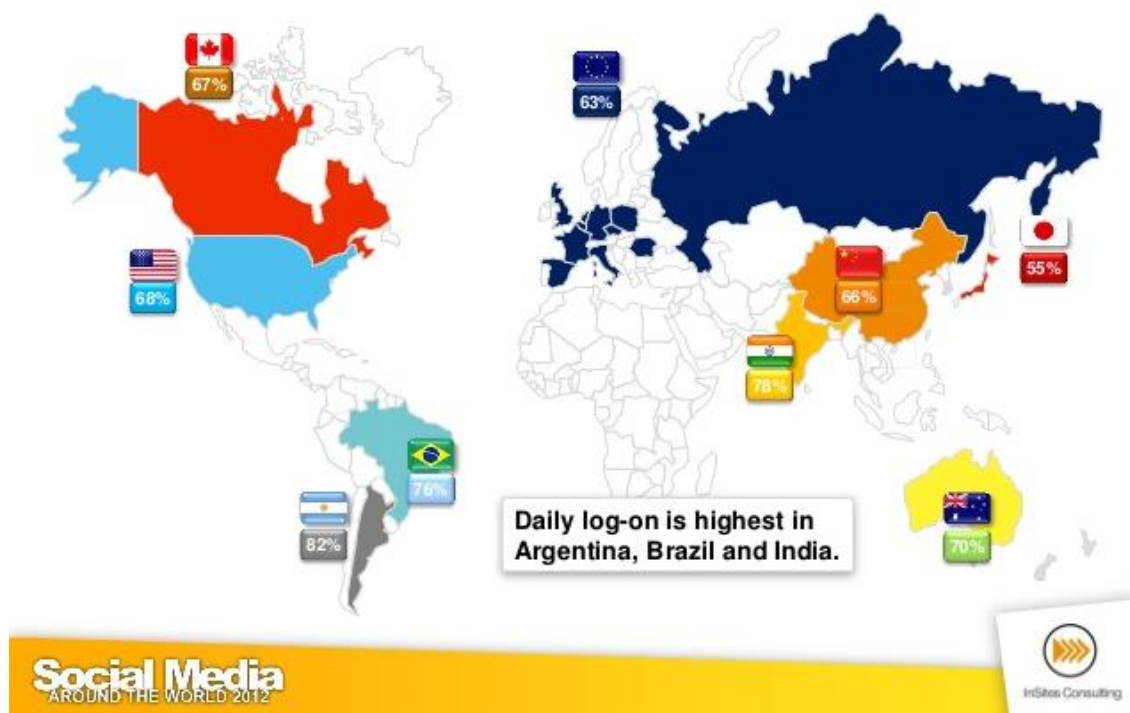 67%
63%
68%
55%
66%
78%
76%
82%
70%
Daily log-on is highest in
Argentina, Brazil and India.
Social Media
AROUND THE WORLD 2012
InSites Consulting